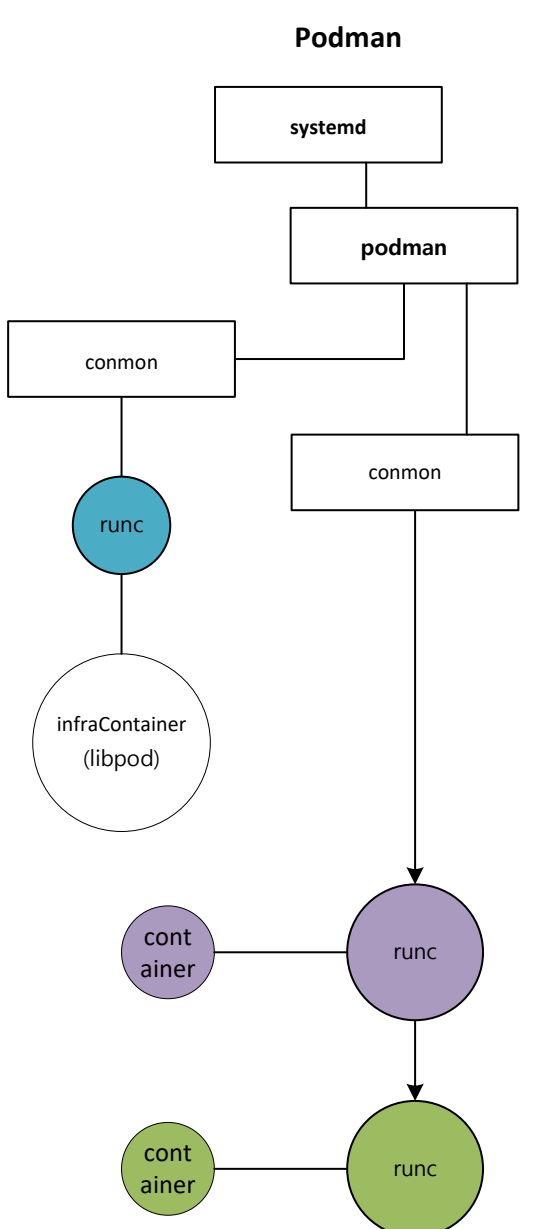 Podman
systemd
podman
conmon
conmon
runc
infraContainer
(libpod)
cont
ainer
runc
cont
ainer
runc